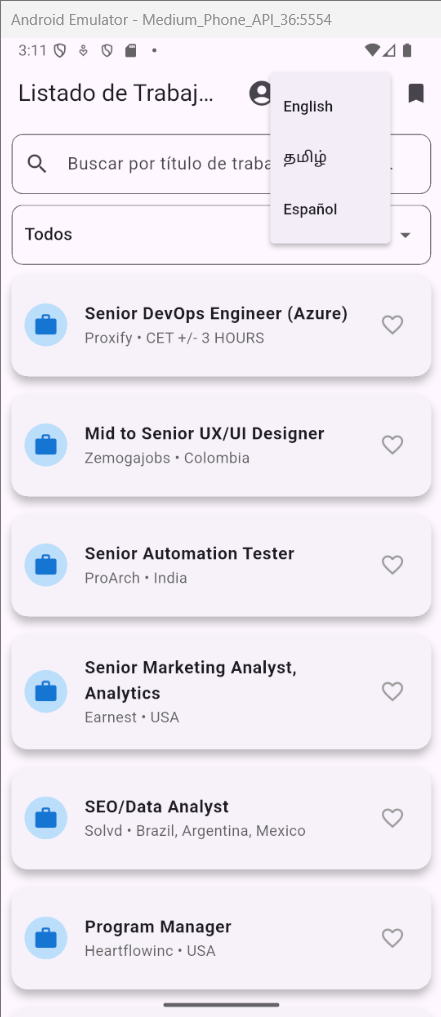 Android Emulator - Medium_Phone_API_36:5554
3:11
Listado de Trabaj...
English
தமிழ்
Español
Buscar por título de traba
Todos
Senior DevOps Engineer (Azure)
Proxify • CET +/- 3 HOURS
Mid to Senior UX/UI Designer
Zemogajobs • Colombia
Senior Automation Tester
ProArch • India
Senior Marketing Analyst,
Analytics
Earnest • USA
SEO/Data Analyst
Solvd • Brazil, Argentina, Mexico
Program Manager
Heartflowinc • USA